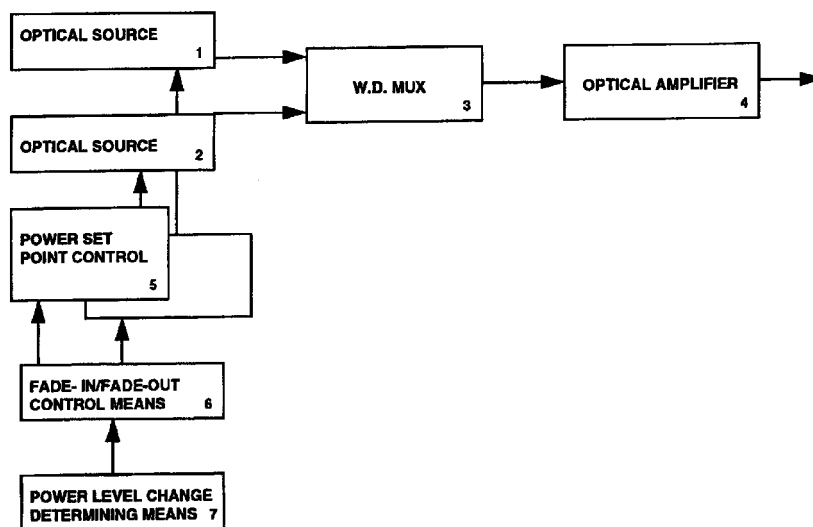 OPTICAL SOURCE
1
W.D. MUX
3
OPTICAL AMPLIFIER
4
OPTICAL SOURCE
2
POWER SET
POINT CONTROL
5
FADE- IN/FADE-OUT
CONTROL MEANS 6
POWER LEVEL CHANGE
DETERMINING MEANS 7